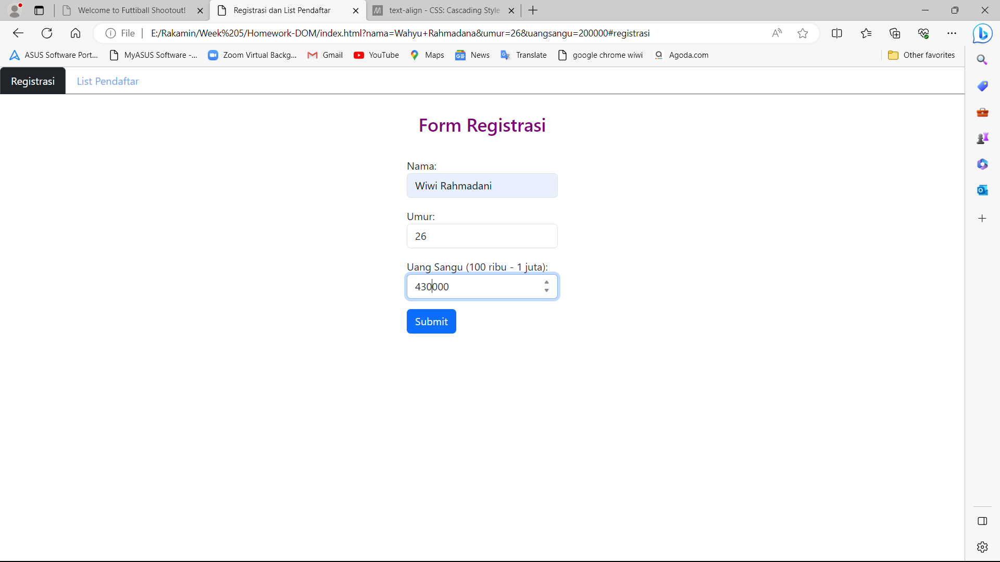 Welcome to Futtiball Shootout!
Registrasi dan List Pendaftar
text-align - CSS: Cascading Style
File
E:/Rakamin/Week%205/Homework-DOM/index.html?nama=Wahyu+Rahmadana&umur=26&uangsangu=200000#registrasi
ASUS Software Port...
MyASUS Software -...
Zoom Virtual Backg...
Gmail
YouTube
Maps
News
Translate
google chrome wiwi
Agoda.com
Other favorites
Registrasi
List Pendaftar
Form Registrasi
Nama:
Wiwi Rahmadani
Umur:
26
Uang Sangu (100 ribu - 1 juta):
430000
Submit